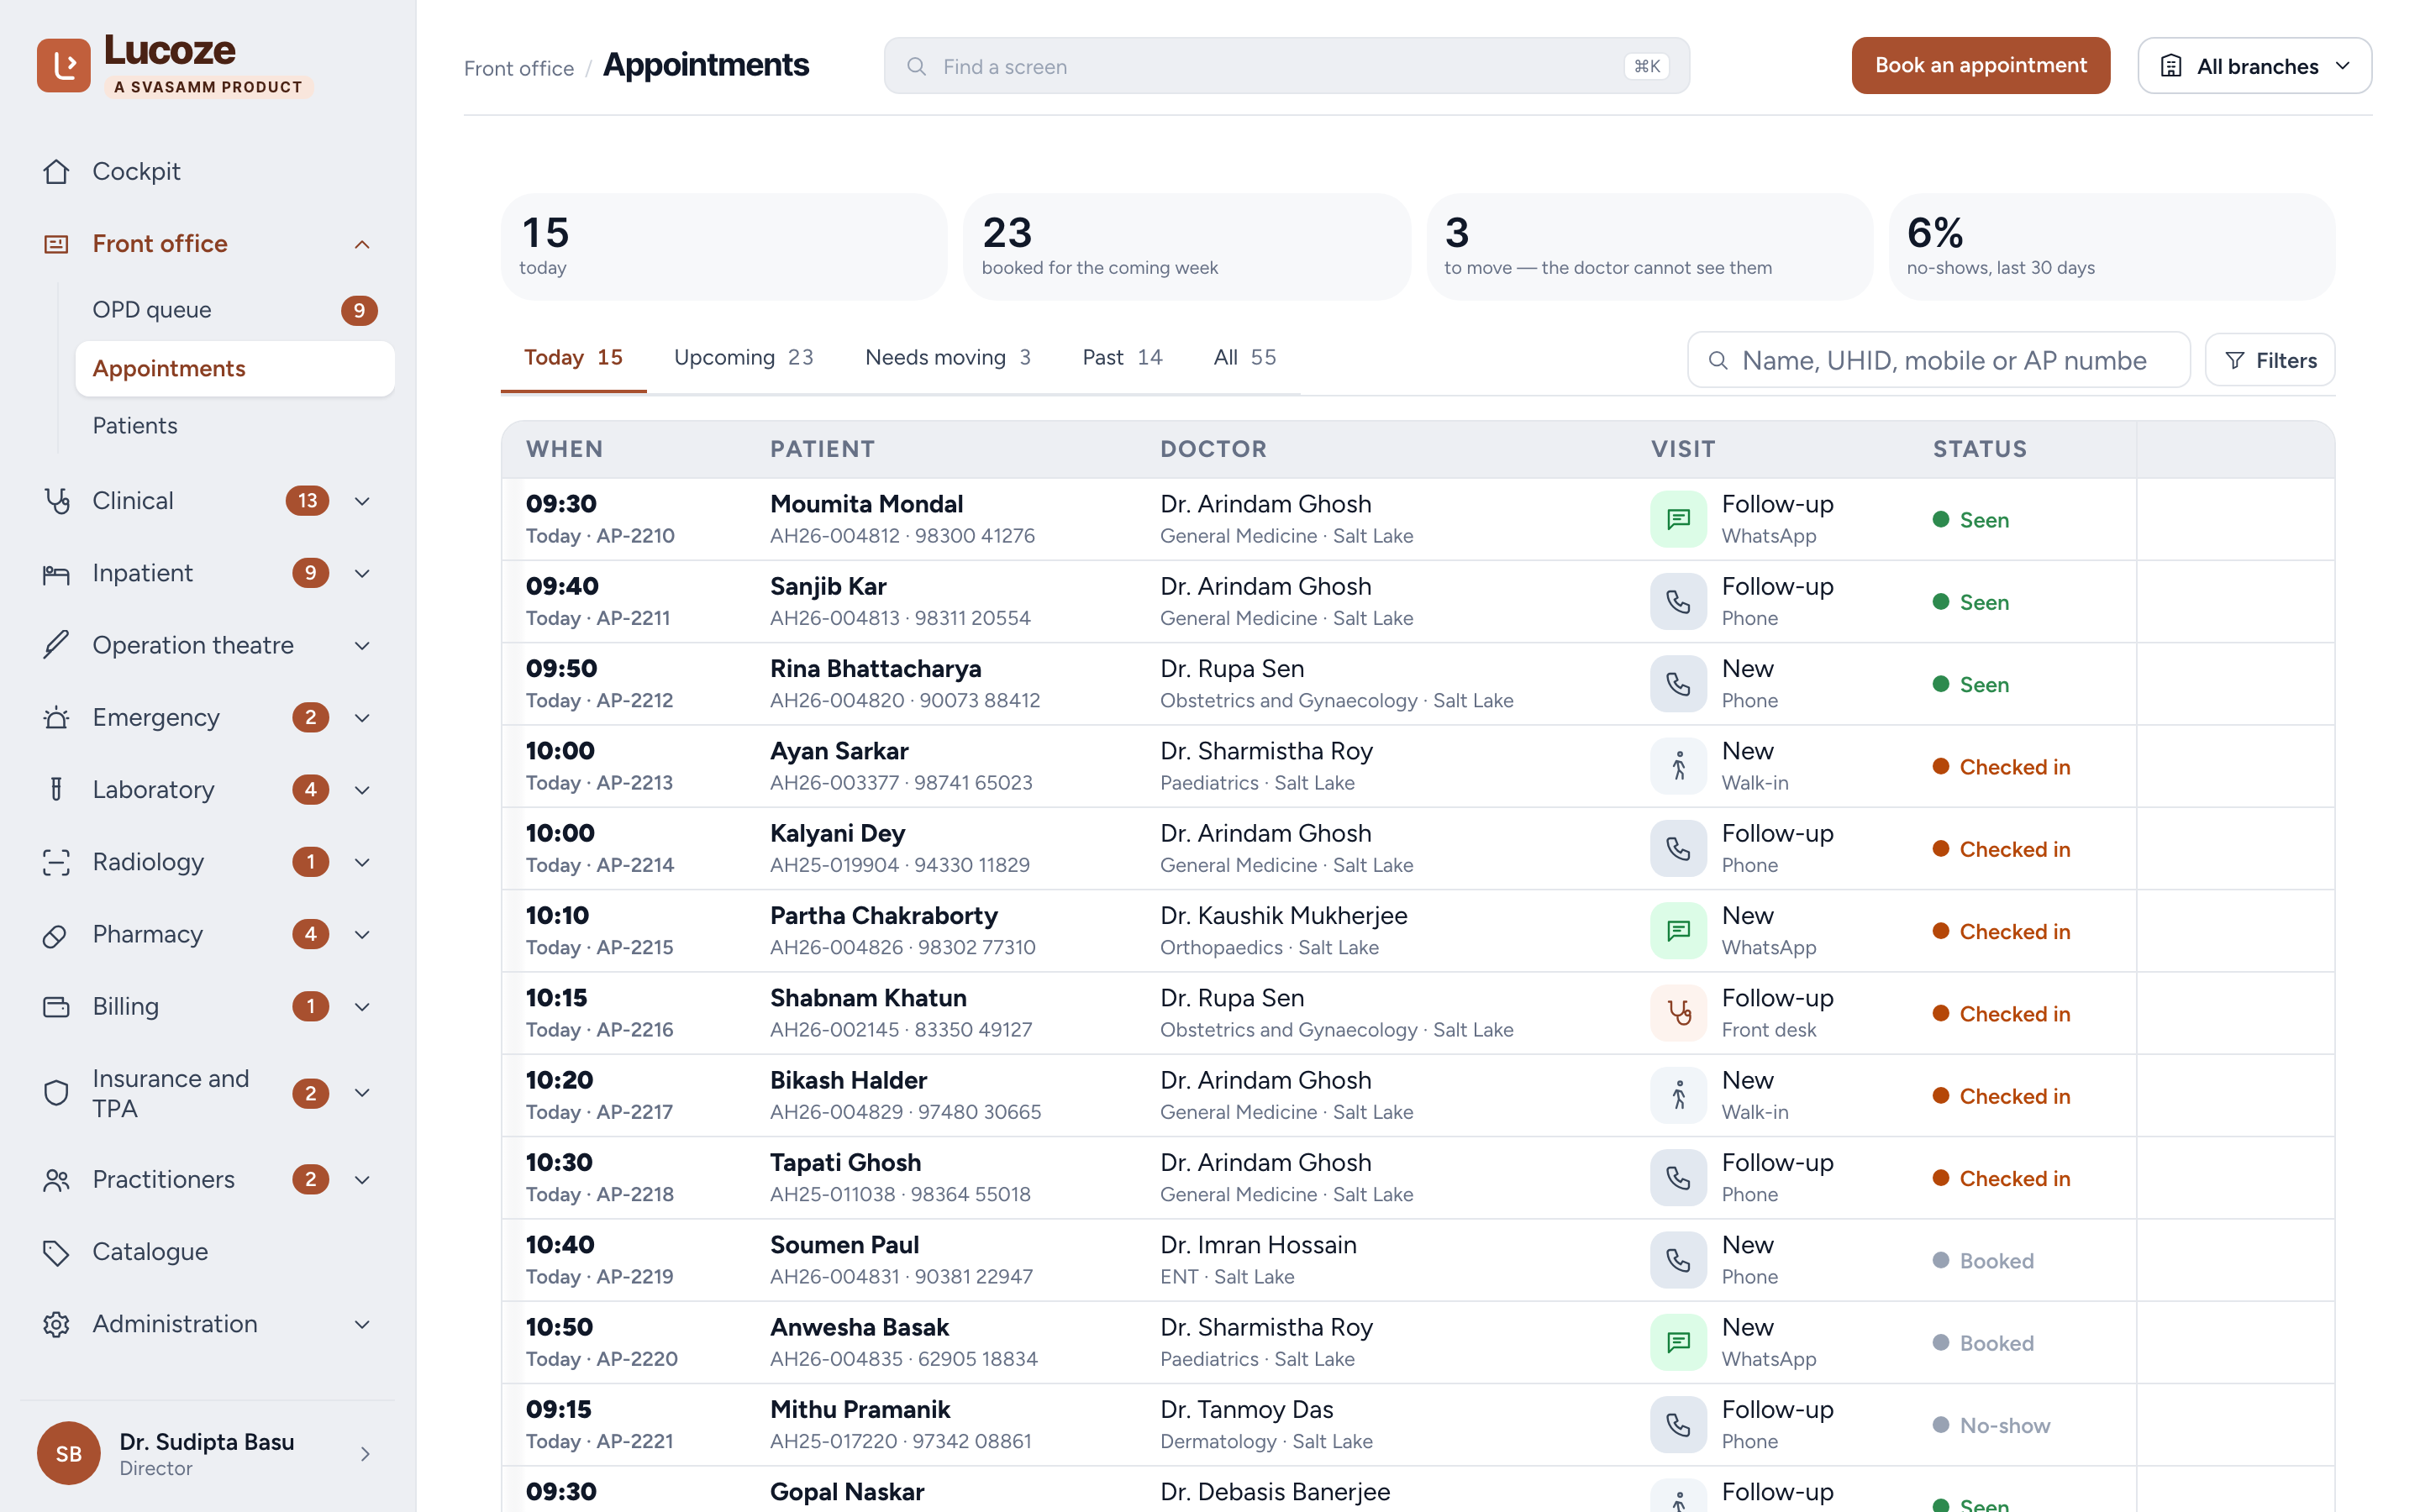 Lucoze
A SVASAMM PRODUCT
Cockpit
Front office
OPD queue 9
Appointments
Patients
Clinical 13
Inpatient 9
Operation theatre
Emergency 2
Laboratory 4
Radiology 1
Pharmacy 4
Billing 1
Insurance and
TPA 2
Practitioners 2
Catalogue
Administration
SB
Dr. Sudipta Basu
Director
Front office / Appointments
Find a screen ⌘K
Book an appointment
All branches
15
today
23
booked for the coming week
3
to move — the doctor cannot see them
6%
no-shows, last 30 days
Today 15 Upcoming 23 Needs moving 3 Past 14 All 55
Name, UHID, mobile or AP numbe
Filters
WHEN PATIENT DOCTOR VISIT STATUS
09:30 Moumita Mondal Dr. Arindam Ghosh Follow-up Seen
Today · AP-2210 AH26-004812 · 98300 41276 General Medicine · Salt Lake WhatsApp
09:40 Sanjib Kar Dr. Arindam Ghosh Follow-up Seen
Today · AP-2211 AH26-004813 · 98311 20554 General Medicine · Salt Lake Phone
09:50 Rina Bhattacharya Dr. Rupa Sen New Seen
Today · AP-2212 AH26-004820 · 90073 88412 Obstetrics and Gynaecology · Salt Lake Phone
10:00 Ayan Sarkar Dr. Sharmistha Roy New Checked in
Today · AP-2213 AH26-003377 · 98741 65023 Paediatrics · Salt Lake Walk-in
10:00 Kalyani Dey Dr. Arindam Ghosh Follow-up Checked in
Today · AP-2214 AH25-019904 · 94330 11829 General Medicine · Salt Lake Phone
10:10 Partha Chakraborty Dr. Kaushik Mukherjee New Checked in
Today · AP-2215 AH26-004826 · 98302 77310 Orthopaedics · Salt Lake WhatsApp
10:15 Shabnam Khatun Dr. Rupa Sen Follow-up Checked in
Today · AP-2216 AH26-002145 · 83350 49127 Obstetrics and Gynaecology · Salt Lake Front desk
10:20 Bikash Halder Dr. Arindam Ghosh New Checked in
Today · AP-2217 AH26-004829 · 97480 30665 General Medicine · Salt Lake Walk-in
10:30 Tapati Ghosh Dr. Arindam Ghosh Follow-up Checked in
Today · AP-2218 AH25-011038 · 98364 55018 General Medicine · Salt Lake Phone
10:40 Soumen Paul Dr. Imran Hossain New Booked
Today · AP-2219 AH26-004831 · 90381 22947 ENT · Salt Lake Phone
10:50 Anwesha Basak Dr. Sharmistha Roy New Booked
Today · AP-2220 AH26-004835 · 62905 18834 Paediatrics · Salt Lake WhatsApp
09:15 Mithu Pramanik Dr. Tanmoy Das Follow-up No-show
Today · AP-2221 AH25-017220 · 97342 08861 Dermatology · Salt Lake Phone
09:30 Gopal Naskar Dr. Debasis Banerjee Follow-up Seen